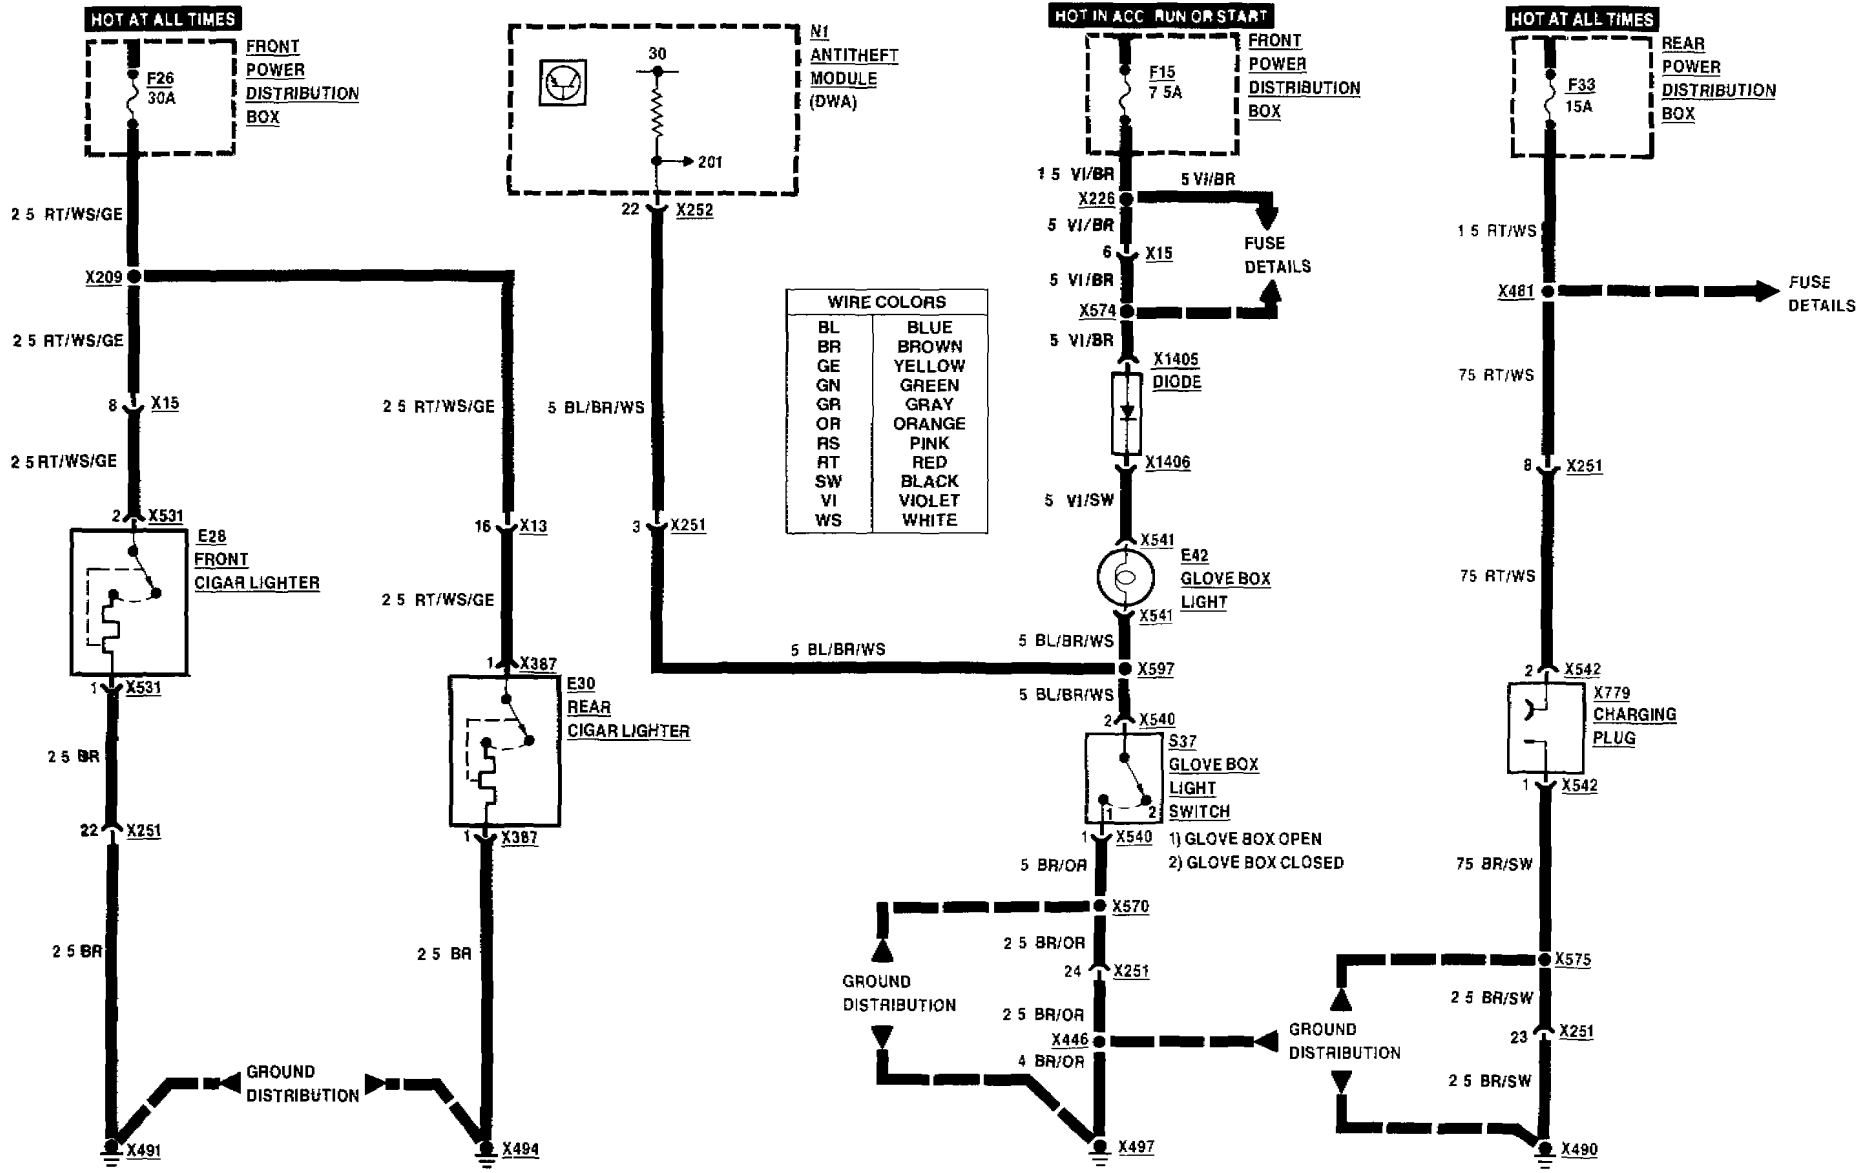 HOT AT ALL TIMES
F26
30A
FRONT
POWER
DISTRIBUTION
BOX
2 5 RT/WS/GE
X209
2 5 RT/WS/GE
8 X15
2 5 RT/WS/GE
2 X531
E28
FRONT
CIGAR LIGHTER
1 X531
2 5 BR
22 X251
2 5 BR
X491
GROUND
DISTRIBUTION
2 5 RT/WS/GE
16 X13
2 5 RT/WS/GE
1 X387
E30
REAR
CIGAR LIGHTER
1 X387
2 5 BR
X494
30
201
N1
ANTITHEFT
MODULE
(DWA)
22 X252
5 BL/BR/WS
3 X251
5 BL/BR/WS
WIRE COLORS
BL BLUE
BR BROWN
GE YELLOW
GN GREEN
GR GRAY
OR ORANGE
RS PINK
RT RED
SW BLACK
VI VIOLET
WS WHITE
HOT IN ACC RUN OR START
F15
7 5A
FRONT
POWER
DISTRIBUTION
BOX
1 5 VI/BR
5 VI/BR
X226
5 VI/BR
6 X15
FUSE
DETAILS
5 VI/BR
X574
5 VI/BR
X1405
DIODE
X1406
5 VI/SW
X541
E42
GLOVE BOX
LIGHT
X541
5 BL/BR/WS
X597
5 BL/BR/WS
2 X540
S37
GLOVE BOX
LIGHT
SWITCH
1 2
1 X540
1) GLOVE BOX OPEN
2) GLOVE BOX CLOSED
5 BR/OR
X570
2 5 BR/OR
24 X251
GROUND
DISTRIBUTION
2 5 BR/OR
X446
4 BR/OR
X497
HOT AT ALL TIMES
F33
15A
REAR
POWER
DISTRIBUTION
BOX
1 5 RT/WS
X481
FUSE
DETAILS
75 RT/WS
8 X251
75 RT/WS
2 X542
X779
CHARGING
PLUG
1 X542
75 BR/SW
X575
2 5 BR/SW
23 X251
GROUND
DISTRIBUTION
2 5 BR/SW
X490